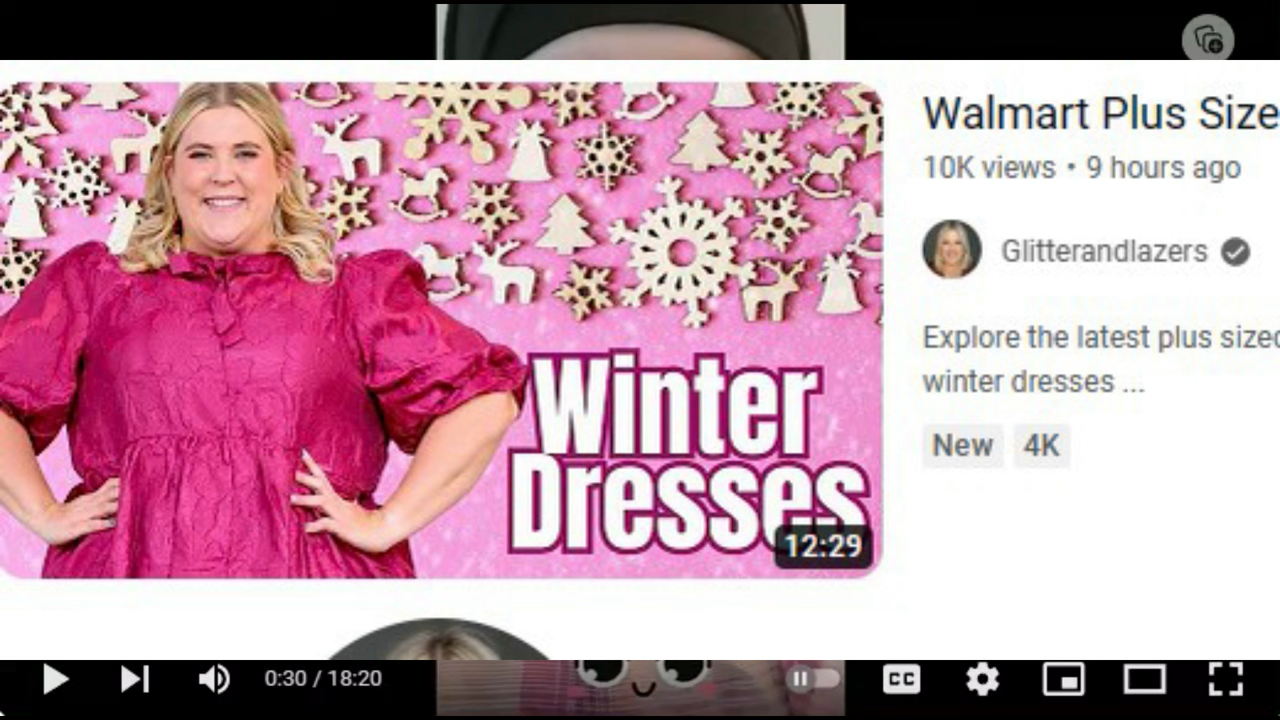 Walmart Plus Size
10K views • 9 hours ago
Glitterandlazers
Explore the latest plus sized
winter dresses ...
New 4K
Winter
Dresses
12:29
0:30 / 18:20
CC